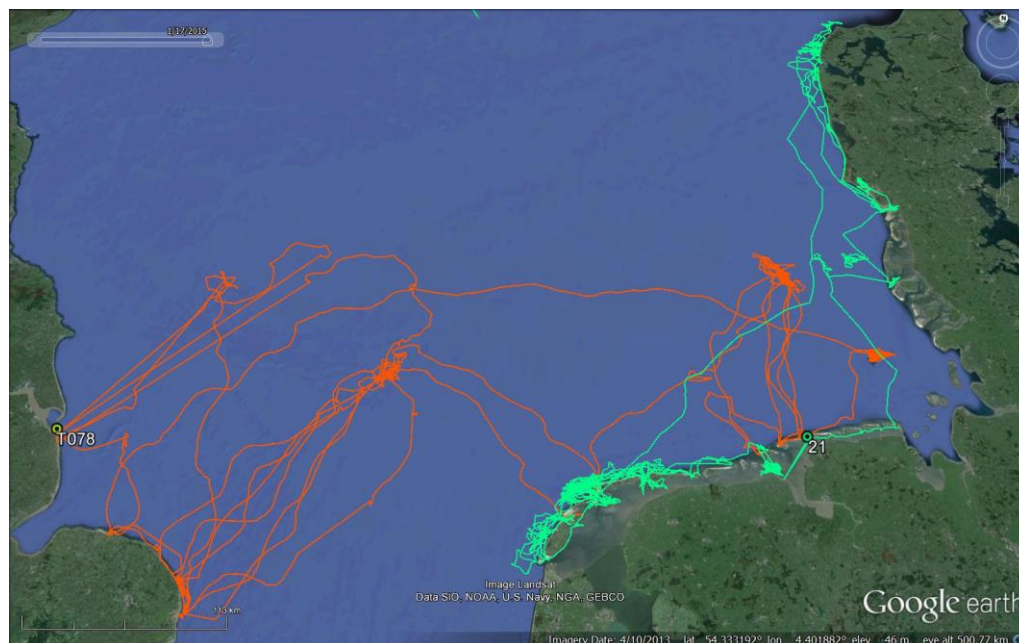 1/17/2015
N
T078
21
Image Landsat
Data SIO, NOAA, U.S. Navy, NGA, GEBCO
113 km
Google earth
Imagery Date: 4/10/2013 lat 54.333192° lon 4.401882° elev -46 m eye alt 500.77 km